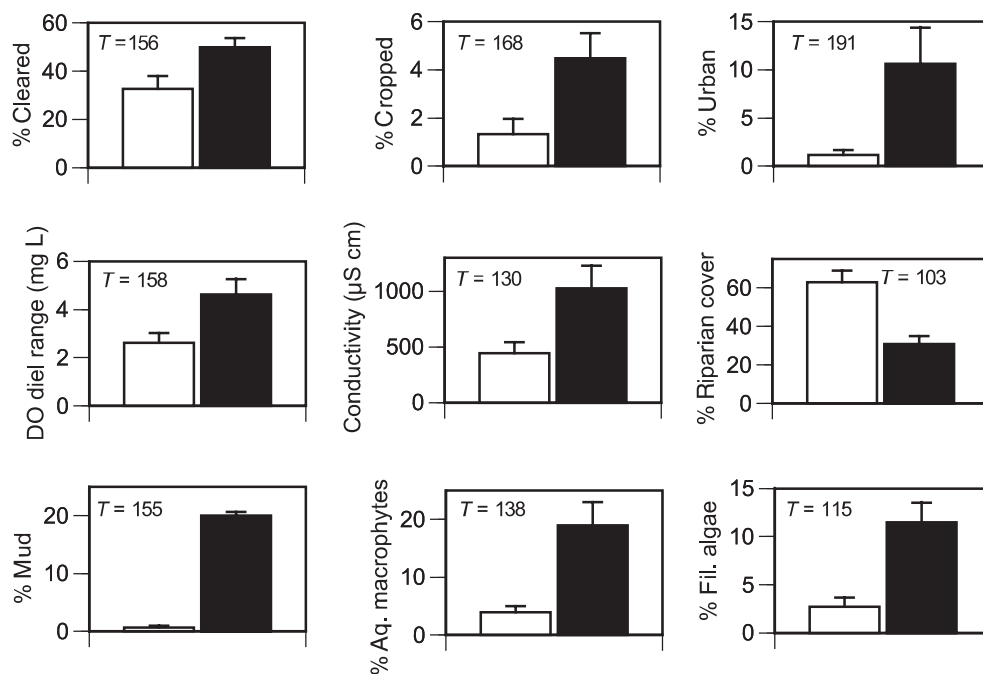 % Cleared
60
40
20
0
T = 156
% Cropped
6
4
2
0
T = 168
% Urban
15
10
5
0
T = 191
DO diel range (mg L)
6
4
2
0
T = 158
Conductivity (µS cm)
1000
500
0
T = 130
% Riparian cover
60
40
20
0
T = 103
% Mud
20
10
0
T = 155
% Aq. macrophytes
20
10
0
T = 138
% Fil. algae
15
10
5
0
T = 115